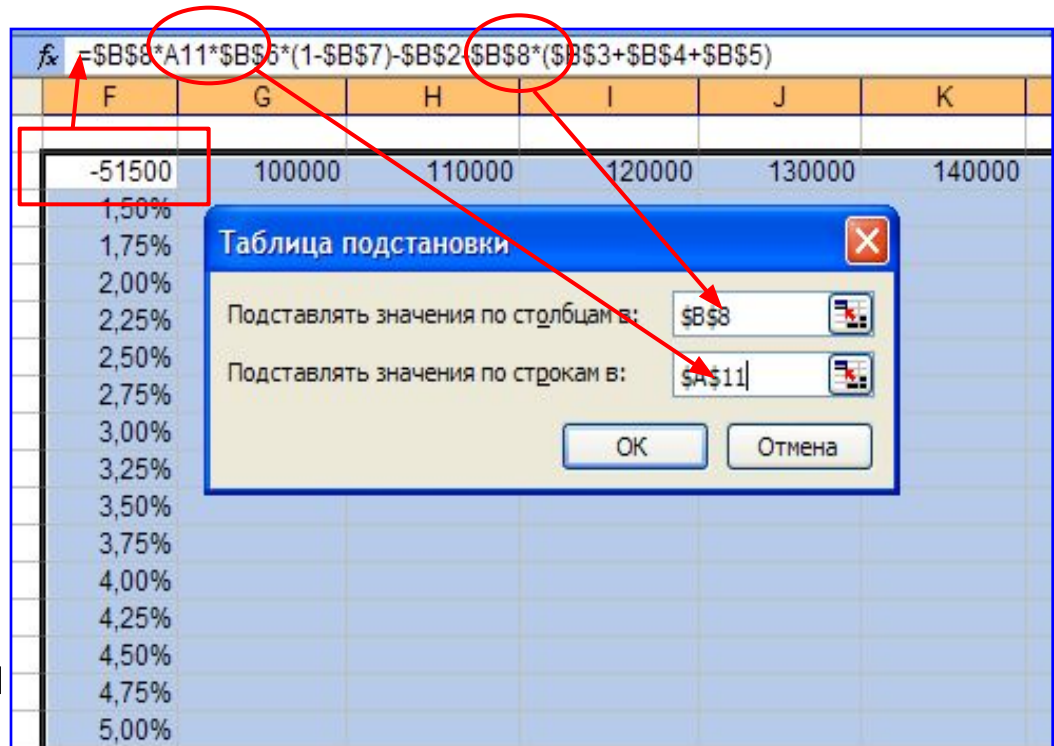 fx =$B$8*A11*$B$6*(1-$B$7)-$B$2-$B$8*($B$3+$B$4+$B$5)
F G H I J K
-51500 100000 110000 120000 130000 140000
1,50%
Таблица подстановки
1,75%
2,00%
Подставлять значения по столбцам в: $B$8
2,25%
2,50%
Подставлять значения по строкам в: $A$11
2,75%
3,00%
OK Отмена
3,25%
3,50%
3,75%
4,00%
4,25%
4,50%
4,75%
5,00%